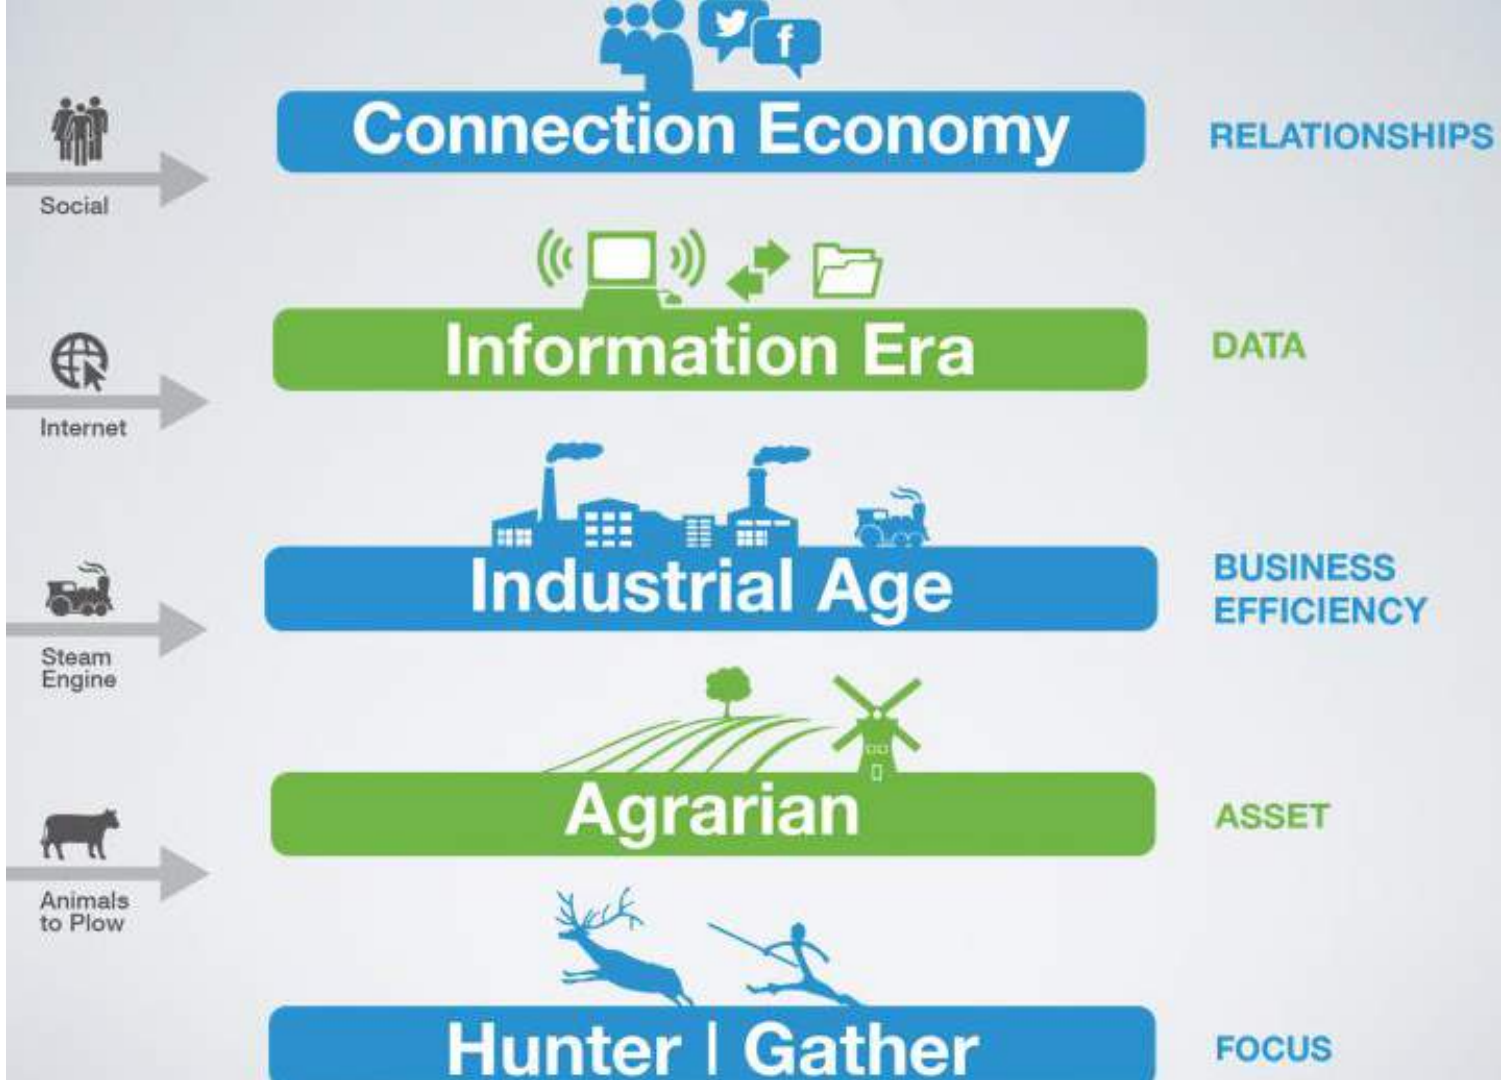 f
Connection Economy
RELATIONSHIPS
Social
Information Era
DATA
Internet
Industrial Age
BUSINESS
EFFICIENCY
Steam
Engine
Agrarian
ASSET
Animals
to Plow
Hunter | Gather
FOCUS